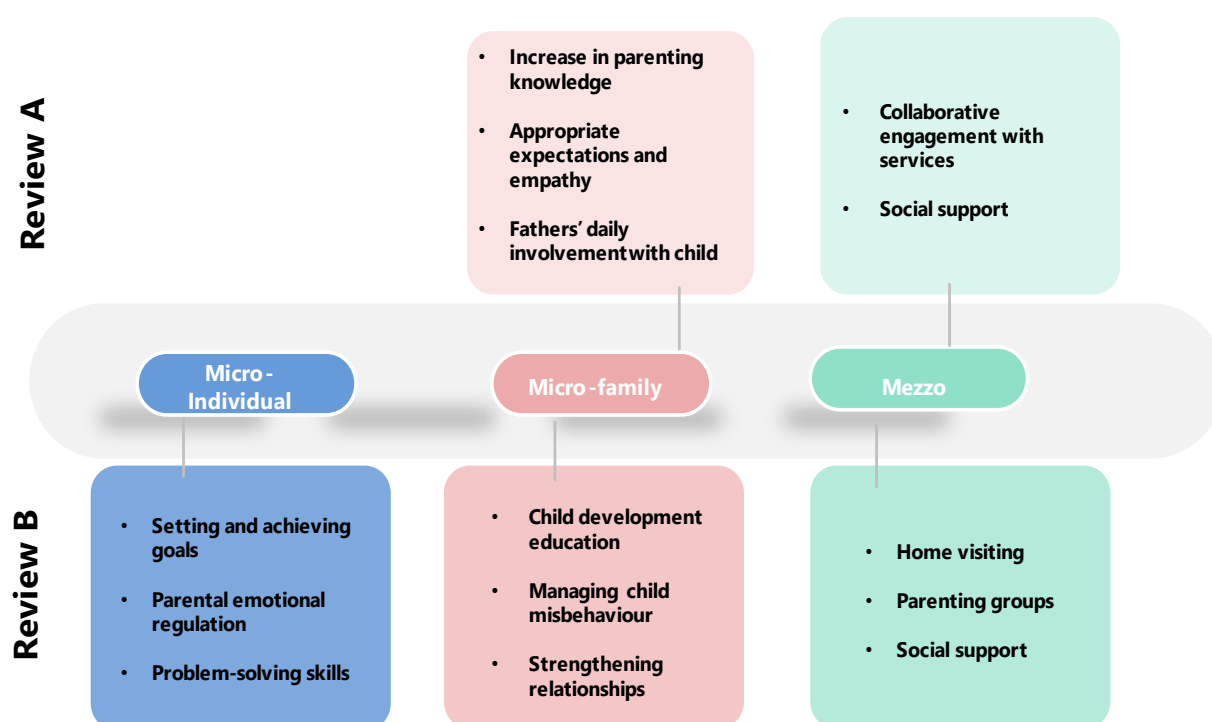 Review A
• Increase in parenting
knowledge
• Appropriate
expectations and
empathy
• Fathers’ daily
involvement with child
• Collaborative
engagement with
services
• Social support
Micro-
Individual
Micro-family
Mezzo
Review B
• Setting and achieving
goals
• Parental emotional
regulation
• Problem-solving skills
• Child development
education
• Managing child
misbehaviour
• Strengthening
relationships
• Home visiting
• Parenting groups
• Social support